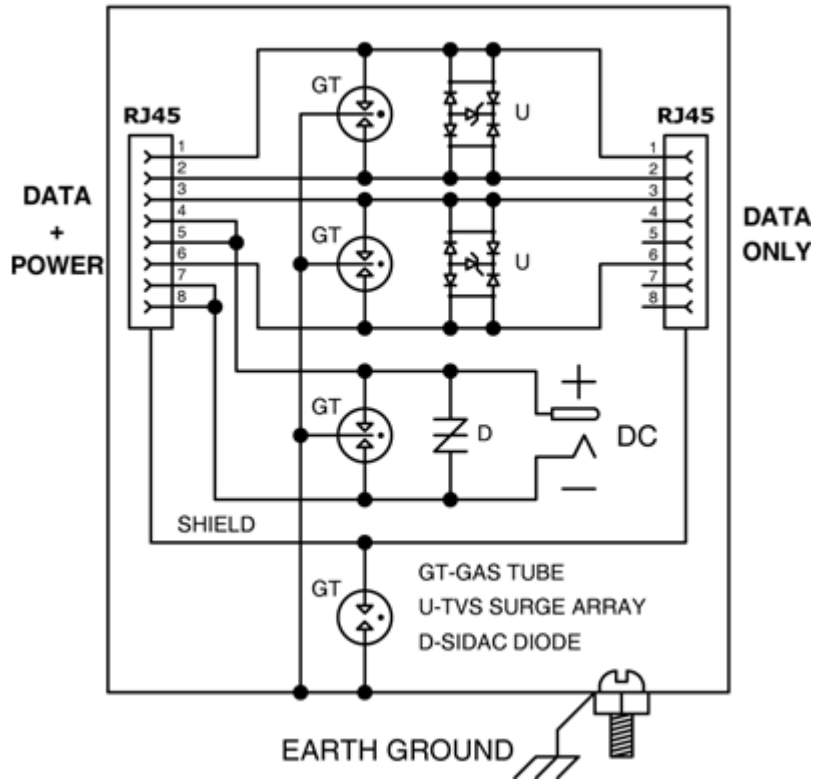 GT
U
RJ45
RJ45
1
2
3
4
5
6
7
8
1
2
3
4
5
6
7
8
DATA
+
POWER
DATA
ONLY
GT
U
GT
D
+
DC
−
SHIELD
GT
GT-GAS TUBE
U-TVS SURGE ARRAY
D-SIDAC DIODE
EARTH GROUND